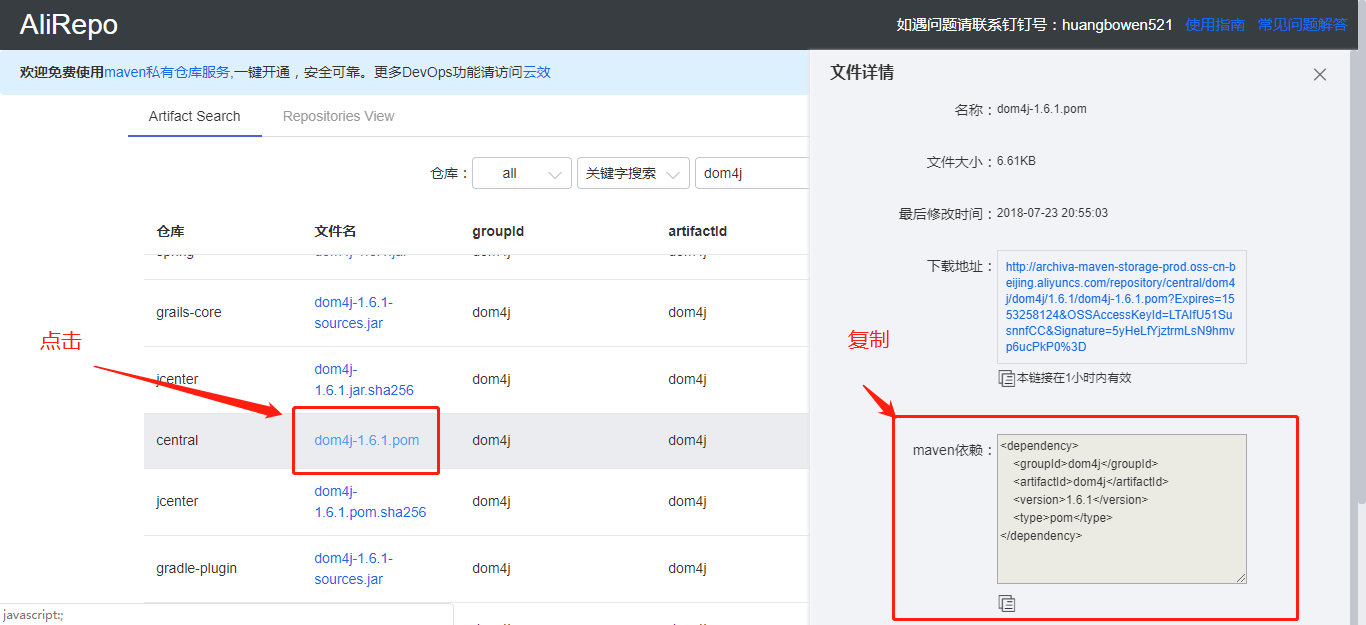 AliRepo
如遇问题请联系钉钉号：huangbowen521 使用指南 常见问题解答
欢迎免费使用maven私有仓库服务,一键开通，安全可靠。更多DevOps功能请访问云效
Artifact Search Repositories View
仓库： all 关键字搜索 dom4j
仓库 文件名 groupId artifactId
grails-core dom4j-1.6.1-
sources.jar dom4j dom4j
点击
jcenter dom4j-
1.6.1.jar.sha256 dom4j dom4j
central dom4j-1.6.1.pom dom4j dom4j
jcenter dom4j-
1.6.1.pom.sha256 dom4j dom4j
gradle-plugin dom4j-1.6.1-
sources.jar dom4j dom4j
javascript:;
文件详情
名称：dom4j-1.6.1.pom
文件大小：6.61KB
最后修改时间：2018-07-23 20:55:03
下载地址：
http://archiva-maven-storage-prod.oss-cn-b
eijing.aliyuncs.com/repository/central/dom4
j/dom4j/1.6.1/dom4j-1.6.1.pom?Expires=15
53258124&OSSAccessKeyId=LTAIfU51Su
snnfCC&Signature=5yHeLfYjztrmLsN9hmv
p6ucPkP0%3D
本链接在1小时内有效
复制
maven依赖：
<dependency>
<groupId>dom4j</groupId>
<artifactId>dom4j</artifactId>
<version>1.6.1</version>
<type>pom</type>
</dependency>